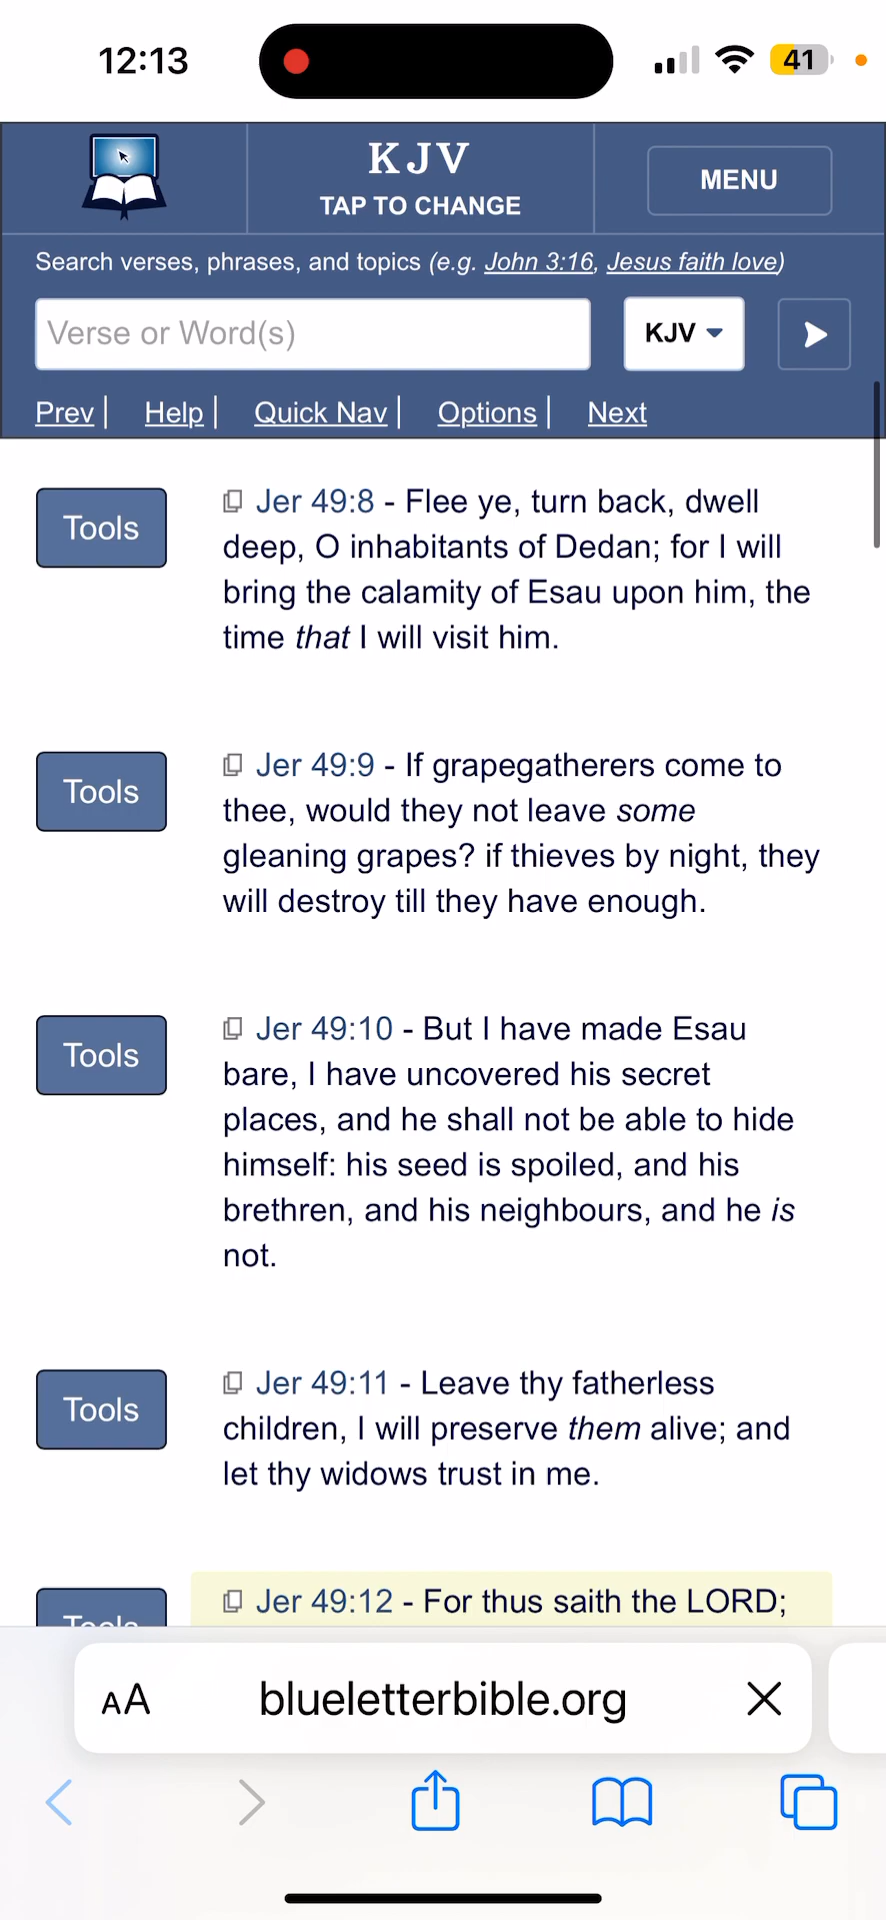 12:13
41
KJV
TAP TO CHANGE
MENU
Search verses, phrases, and topics (e.g. John 3:16, Jesus faith love)
Verse or Word(s)
KJV
Prev | Help | Quick Nav | Options | Next
Tools
Jer 49:8 - Flee ye, turn back, dwell
deep, O inhabitants of Dedan; for I will
bring the calamity of Esau upon him, the
time that I will visit him.
Tools
Jer 49:9 - If grapegatherers come to
thee, would they not leave some
gleaning grapes? if thieves by night, they
will destroy till they have enough.
Tools
Jer 49:10 - But I have made Esau
bare, I have uncovered his secret
places, and he shall not be able to hide
himself: his seed is spoiled, and his
brethren, and his neighbours, and he is
not.
Tools
Jer 49:11 - Leave thy fatherless
children, I will preserve them alive; and
let thy widows trust in me.
Tools
Jer 49:12 - For thus saith the LORD;
AA
blueletterbible.org